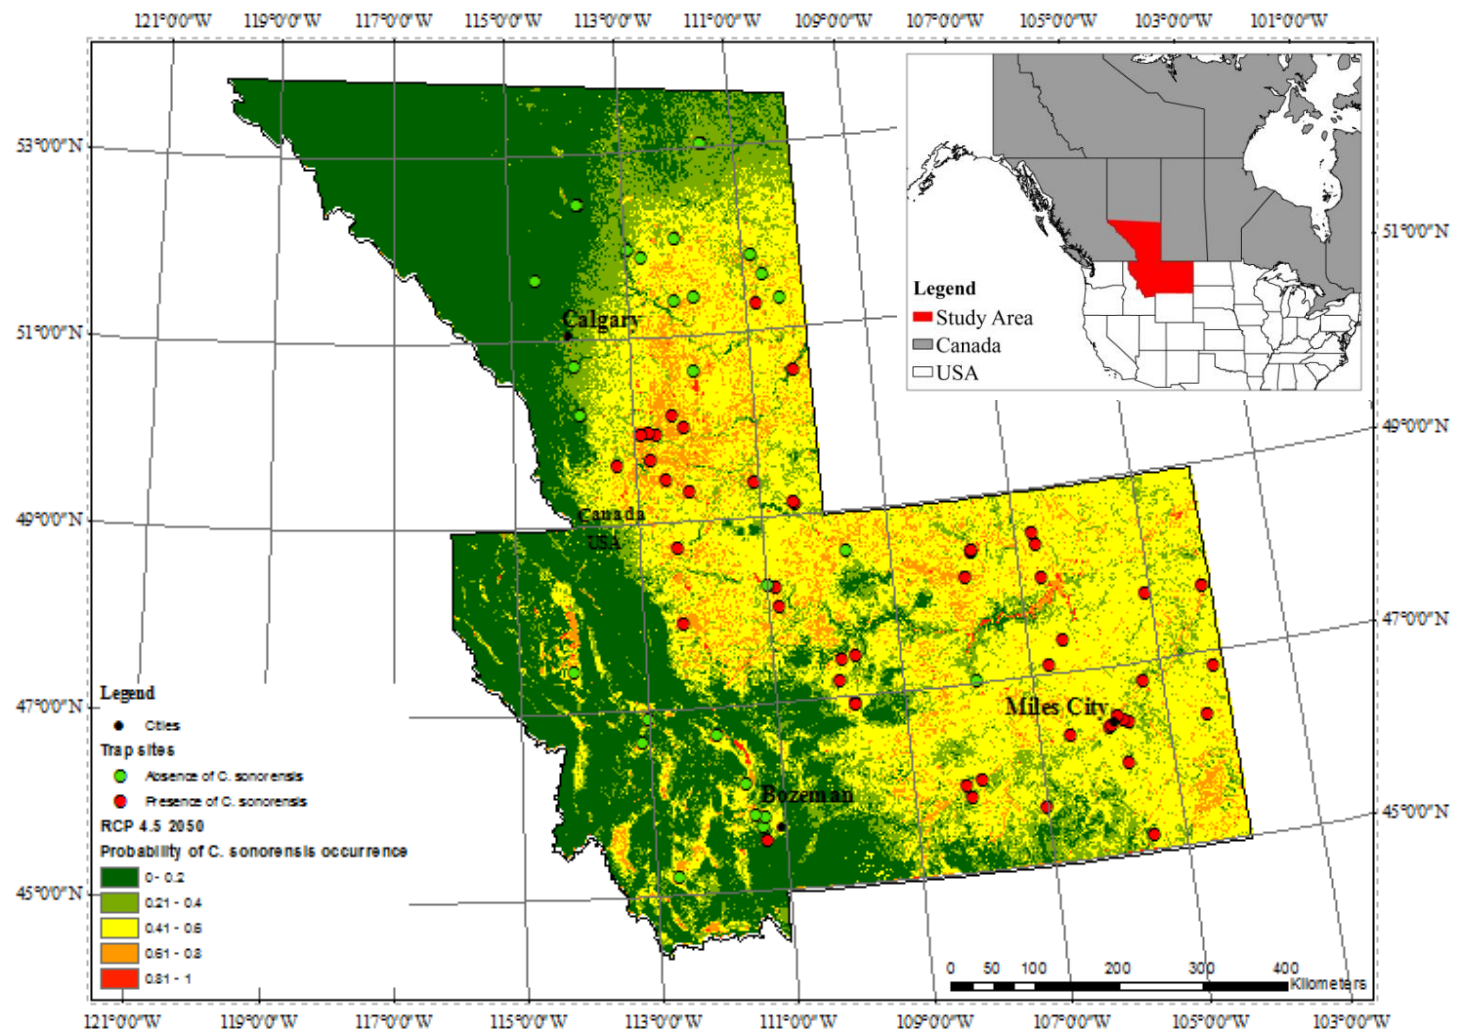 121°0'0"W 119°0'0"W 117°0'0"W 115°0'0"W 113°0'0"W 111°0'0"W 109°0'0"W 107°0'0"W 105°0'0"W 103°0'0"W 101°0'0"W
53°0'0"N
51°0'0"N
49°0'0"N
47°0'0"N
45°0'0"N
51°0'0"N
49°0'0"N
47°0'0"N
45°0'0"N
Legend
Study Area
Canada
USA
Calgary
Canada
USA
Miles City
Bozeman
Legend
Cities
Trap sites
Absence of C. sonorensis
Presence of C. sonorensis
RCP 4.5 2050
Probability of C. sonorensis occurrence
0 - 0.2
0.21 - 0.4
0.41 - 0.6
0.61 - 0.8
0.81 - 1
0 50 100 200 300 400
Kilometers
121°0'0"W 119°0'0"W 117°0'0"W 115°0'0"W 113°0'0"W 111°0'0"W 109°0'0"W 107°0'0"W 105°0'0"W 103°0'0"W